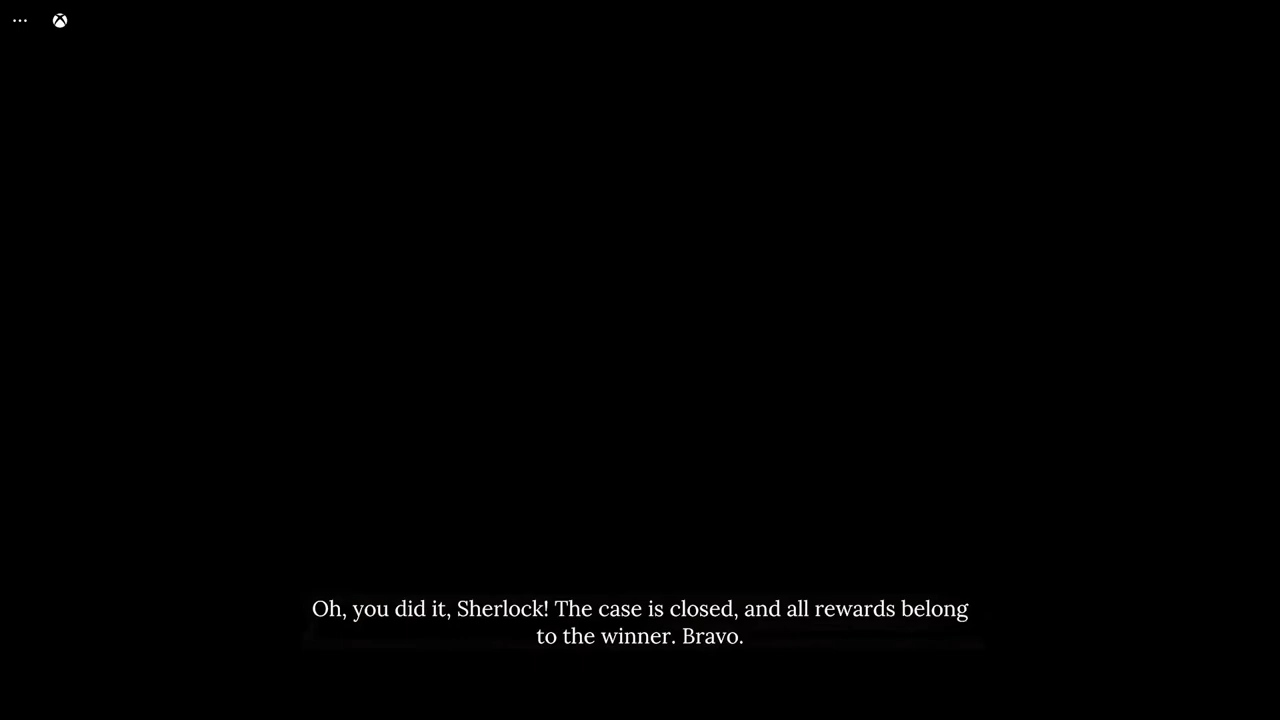 Oh, you did it, Sherlock! The case is closed, and all rewards belong
to the winner. Bravo.